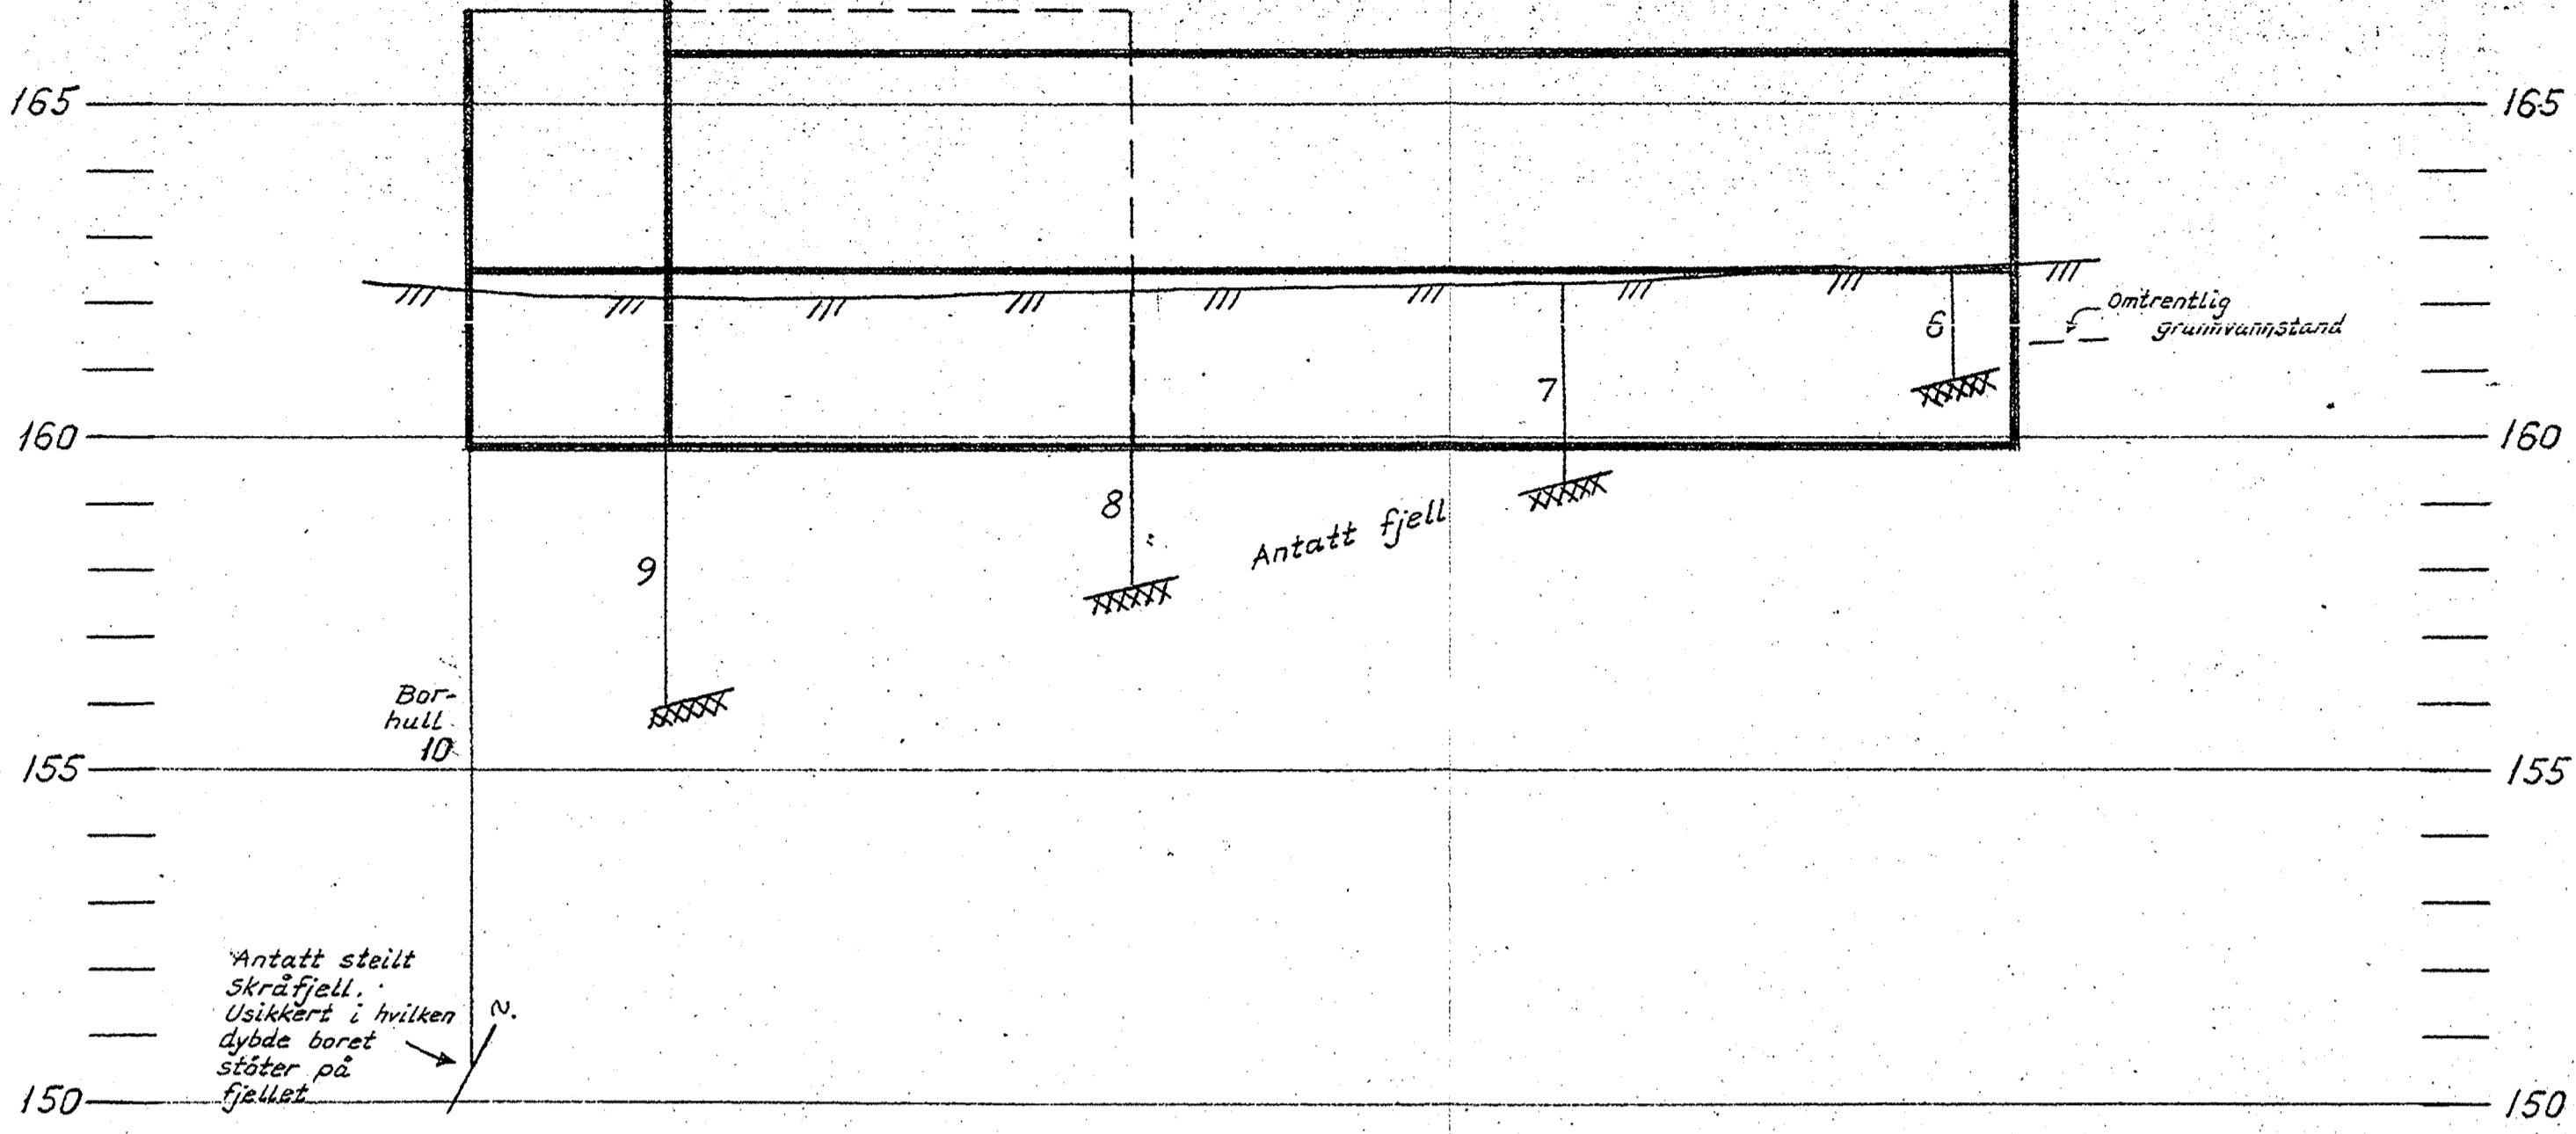 165
165
Omtrentlig
grunnvannstand
6
7
160
160
8
Antatt fjell
9
Bor-
hull
10
155
155
Antatt steilt
skråfjell.
Usikkert i hvilken
dybde boret
støter på
fjellet
?
150
150